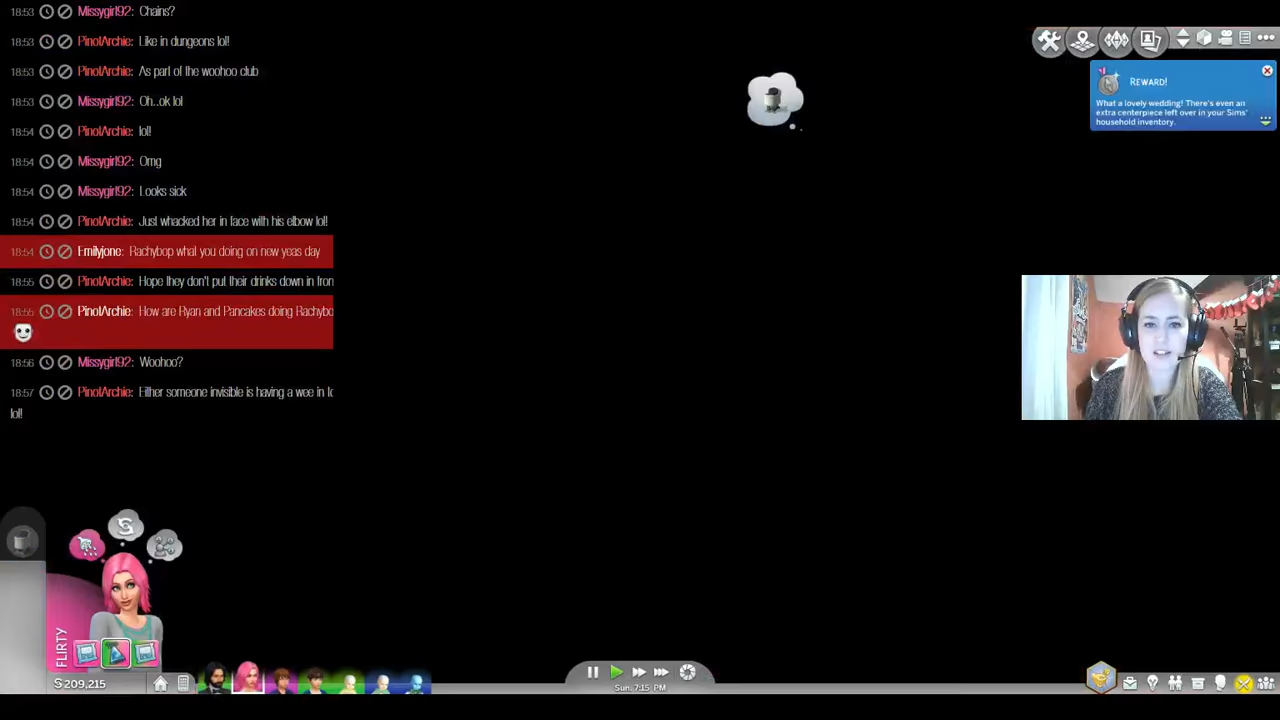 18:53 Missygirl92: Chains?
18:53 PinotArchie: Like in dungeons lol!
18:53 PinotArchie: As part of the woohoo club
18:53 Missygirl92: Oh..ok lol
18:54 PinotArchie: lol!
18:54 Missygirl92: Omg
18:54 Missygirl92: Looks sick
18:54 PinotArchie: Just whacked her in face with his elbow lol!
18:54 Emilyjone: Rachybop what you doing on new yeas day
18:55 PinotArchie: Hope they don't put their drinks down in fron
18:55 PinotArchie: How are Ryan and Pancakes doing Rachybo
18:56 Missygirl92: Woohoo?
18:57 PinotArchie: Either someone invisible is having a wee in lo
lol!
REWARD!
What a lovely wedding! There's even an
extra centerpiece left over in your Sims'
household inventory.
FLIRTY
§209,215
Sun. 7:15 PM